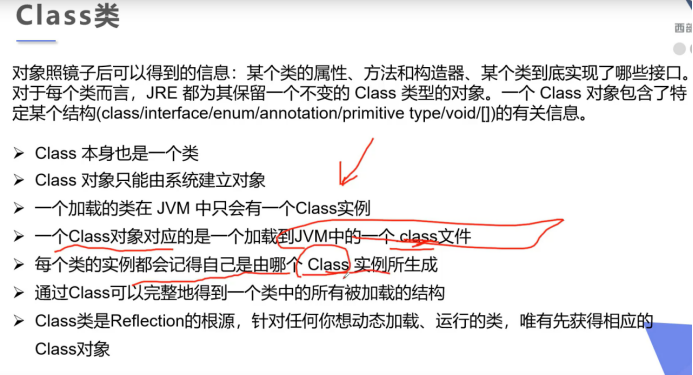 Class类
西部
对象照镜子后可以得到的信息：某个类的属性、方法和构造器、某个类到底实现了哪些接口。
对于每个类而言，JRE 都为其保留一个不变的 Class 类型的对象。一个 Class 对象包含了特
定某个结构(class/interface/enum/annotation/primitive type/void/[])的有关信息。
➢ Class 本身也是一个类
➢ Class 对象只能由系统建立对象
➢ 一个加载的类在 JVM 中只会有一个Class实例
➢ 一个Class对象对应的是一个加载到JVM中的一个 class文件
➢ 每个类的实例都会记得自己是由哪个 Class 实例所生成
➢ 通过Class可以完整地得到一个类中的所有被加载的结构
➢ Class类是Reflection的根源，针对任何你想动态加载、运行的类，唯有先获得相应的
Class对象